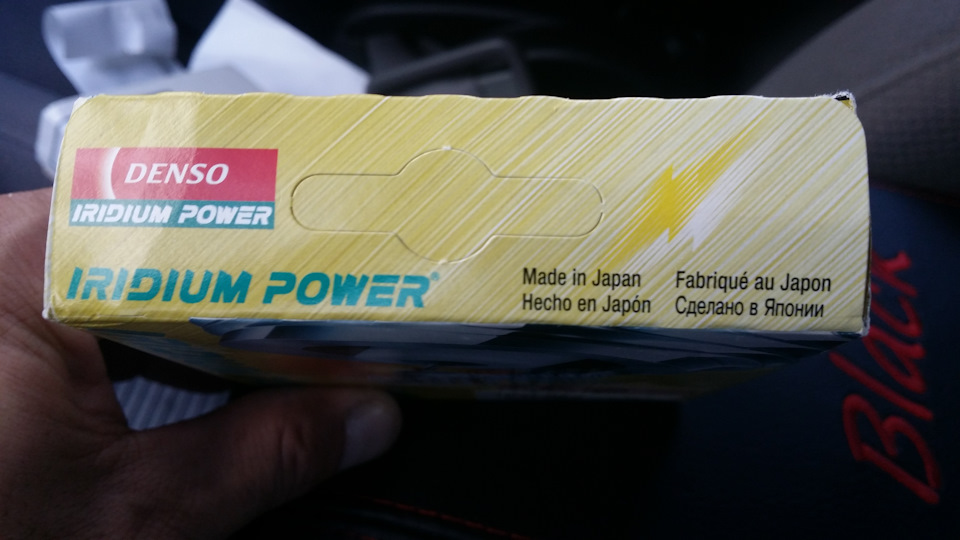 DENSO
IRIDIUM POWER
IRIDIUM POWER®
Made in Japan
Hecho en Japón
Fabriqué au Japon
Сделано в Японии
Black